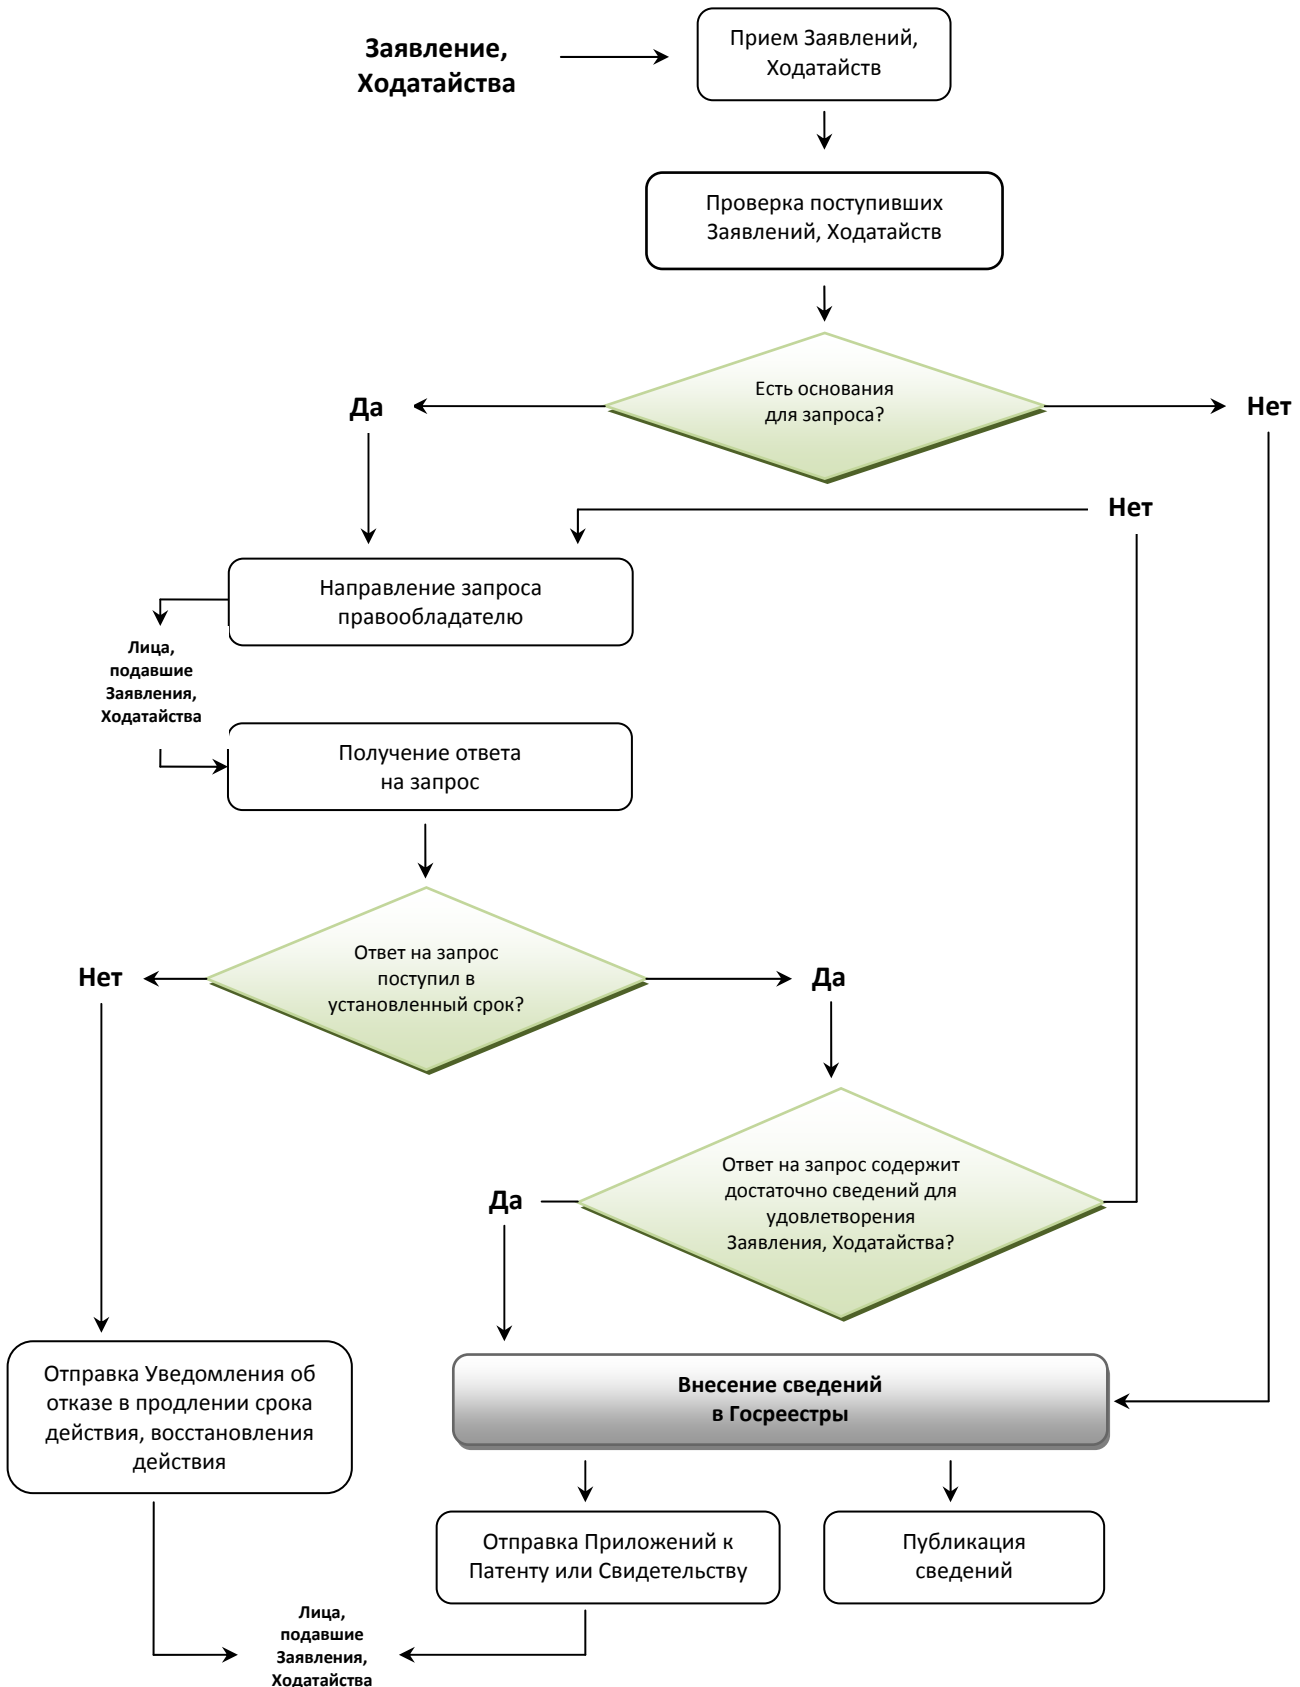 Заявление,
Ходатайства
Прием Заявлений,
Ходатайств
Проверка поступивших
Заявлений, Ходатайств
Есть основания
для запроса?
Да
Нет
Нет
Направление запроса
правообладателю
Лица,
подавшие
Заявления,
Ходатайства
Получение ответа
на запрос
Ответ на запрос
поступил в
установленный срок?
Нет
Да
Ответ на запрос содержит
достаточно сведений для
удовлетворения
Заявления, Ходатайства?
Да
Отправка Уведомления об
отказе в продлении срока
действия, восстановления
действия
Внесение сведений
в Госреестры
Отправка Приложений к
Патенту или Свидетельству
Публикация
сведений
Лица,
подавшие
Заявления,
Ходатайства